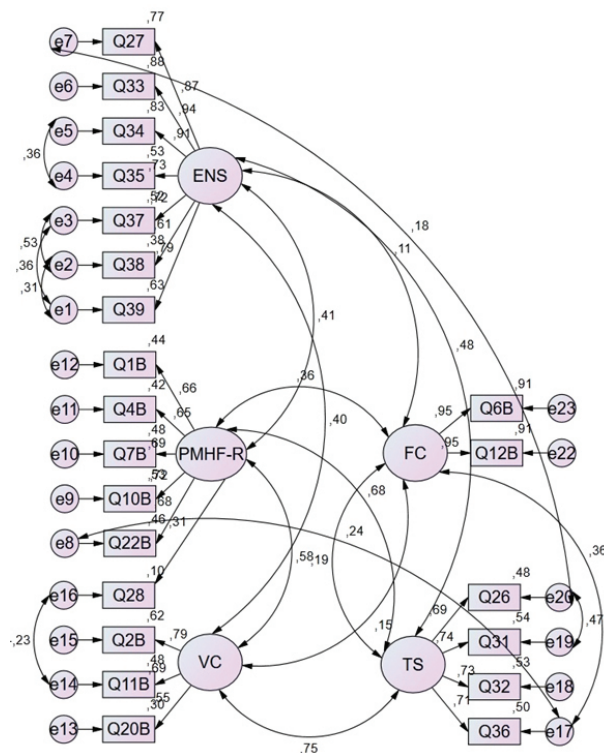 ,77
e7 Q27
,88 ,87
e6 Q33
,94
,83
e5 Q34
,91
,36 ,53 ,73
e4 Q35 ENS
,18
,52 ,72
e3 Q37 ,61
,53 ,38 ,79 ,11
,36 e2 Q38
,31 ,63
e1 Q39
,41
,48
,44
e12 Q1B ,66 ,36
,42 ,40 ,91
e11 Q4B ,65 ,95 Q6B e23
,48 ,91
e10 Q7B ,69 PMHF-R FC ,95 Q12B e22
,53 ,72
e9 Q10B ,68 ,68
,46 ,31
e8 Q22B ,24 ,36
,58 ,19
,10 ,48
e16 Q28 ,15 ,69 Q26 e20
,62 ,54 ,47
-,23 e15 Q2B ,79 ,74 Q31 e19
,48 ,69 VC TS ,53
e14 Q11B ,73 Q32 e18
,55 ,71
,30 ,50
e13 Q20B Q36 e17
,75